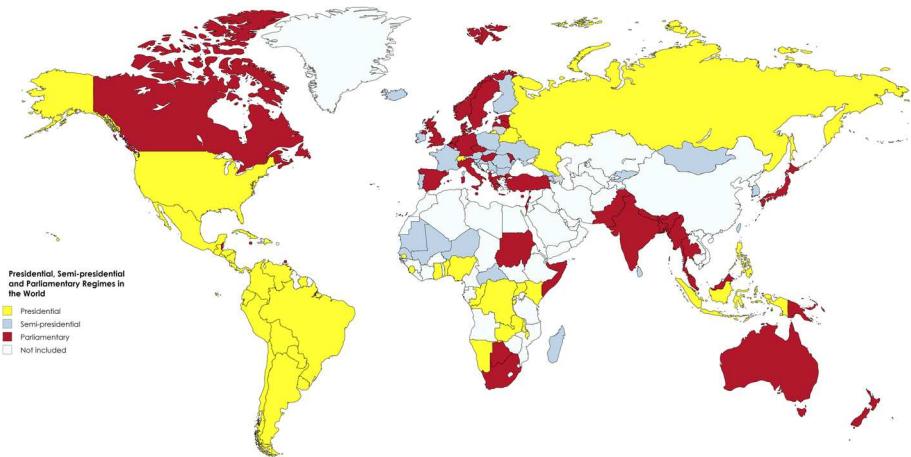 Presidential, Semi-presidential
and Parliamentary Regimes in
the World
Presidential
Semi-presidential
Parliamentary
Not included